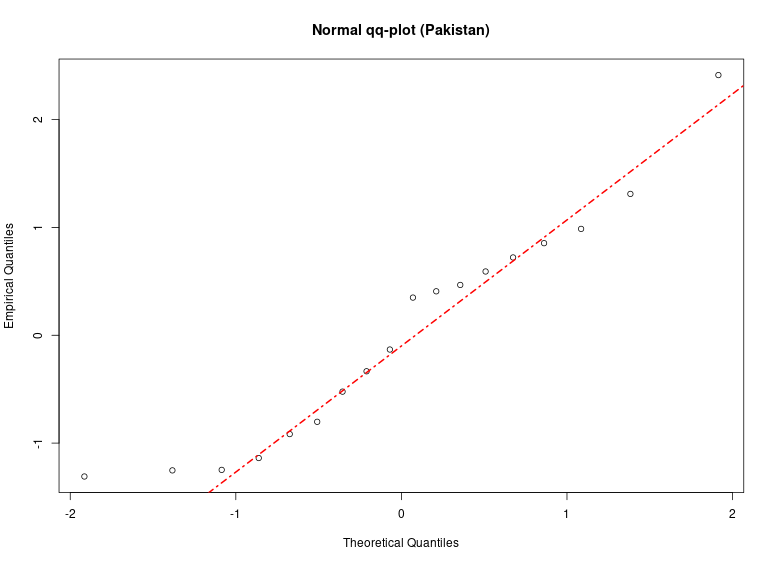 Normal qq-plot (Pakistan)
Empirical Quantiles
2
1
0
-1
-2 -1 0 1 2
Theoretical Quantiles